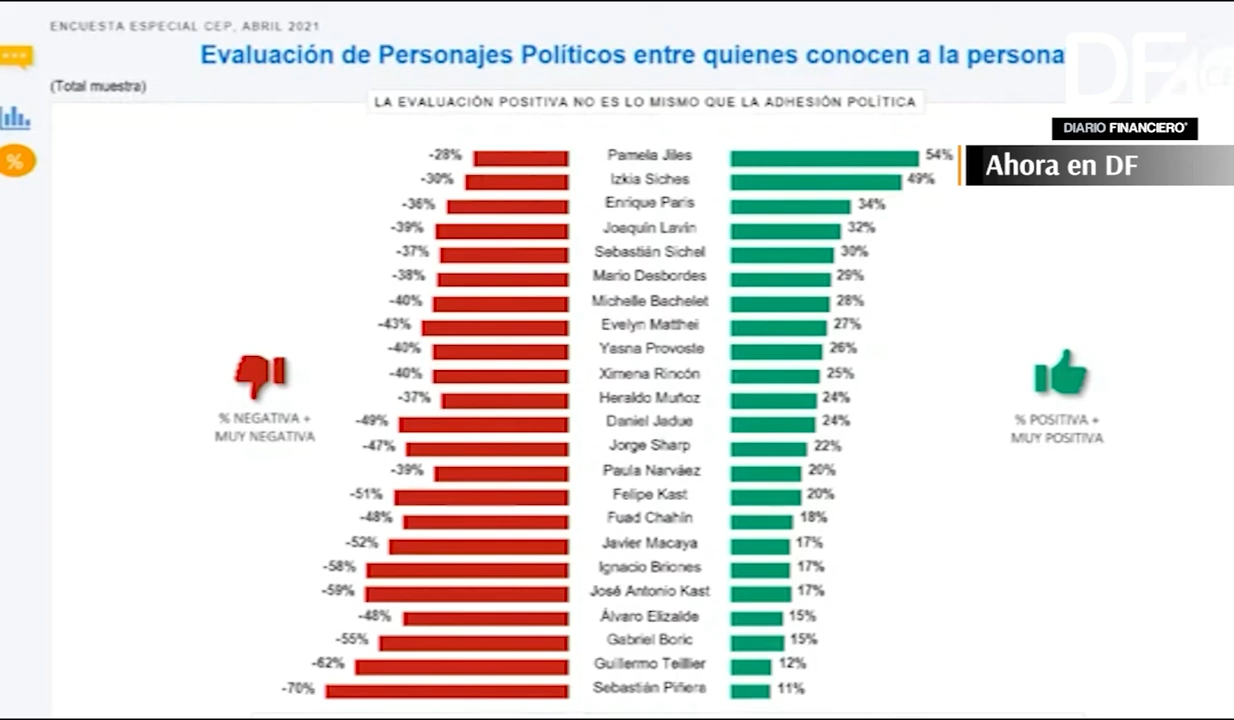 ENCUESTA ESPECIAL CEP, ABRIL 2021
Evaluación de Personajes Políticos entre quienes conocen a la persona
(Total muestra)
LA EVALUACIÓN POSITIVA NO ES LO MISMO QUE LA ADHESIÓN POLÍTICA
DF
DIARIO FINANCIERO®
Ahora en DF
-28% Pamela Jiles 54%
-30% Izkia Siches 49%
-36% Enrique Paris 34%
-39% Joaquín Lavín 32%
-37% Sebastián Sichel 30%
-38% Mario Desbordes 29%
-40% Michelle Bachelet 28%
-43% Evelyn Matthei 27%
-40% Yasna Provoste 26%
-40% Ximena Rincón 25%
-37% Heraldo Muñoz 24%
-49% Daniel Jadue 24%
-47% Jorge Sharp 22%
-39% Paula Narváez 20%
-51% Felipe Kast 20%
-48% Fuad Chahín 18%
-52% Javier Macaya 17%
-58% Ignacio Briones 17%
-59% José Antonio Kast 17%
-48% Álvaro Elizalde 15%
-55% Gabriel Boric 15%
-62% Guillermo Teillier 12%
-70% Sebastián Piñera 11%
% NEGATIVA +
MUY NEGATIVA
% POSITIVA +
MUY POSITIVA
%